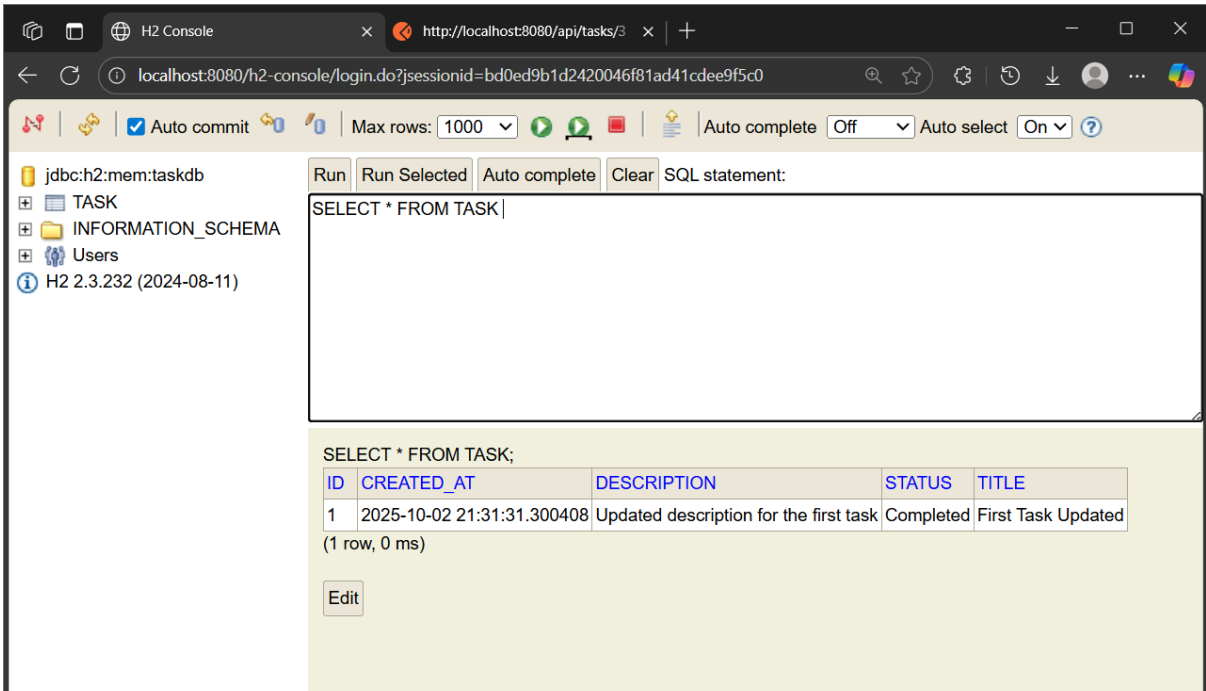 H2 Console
http://localhost:8080/api/tasks/3
localhost:8080/h2-console/login.do?jsessionid=bd0ed9b1d2420046f81ad41cdee9f5c0
Auto commit Max rows: 1000 Auto complete Off Auto select On
jdbc:h2:mem:taskdb
TASK
INFORMATION_SCHEMA
Users
H2 2.3.232 (2024-08-11)
Run Run Selected Auto complete Clear SQL statement:
SELECT * FROM TASK
SELECT * FROM TASK;
ID CREATED_AT DESCRIPTION STATUS TITLE
1 2025-10-02 21:31:31.300408 Updated description for the first task Completed First Task Updated
(1 row, 0 ms)
Edit